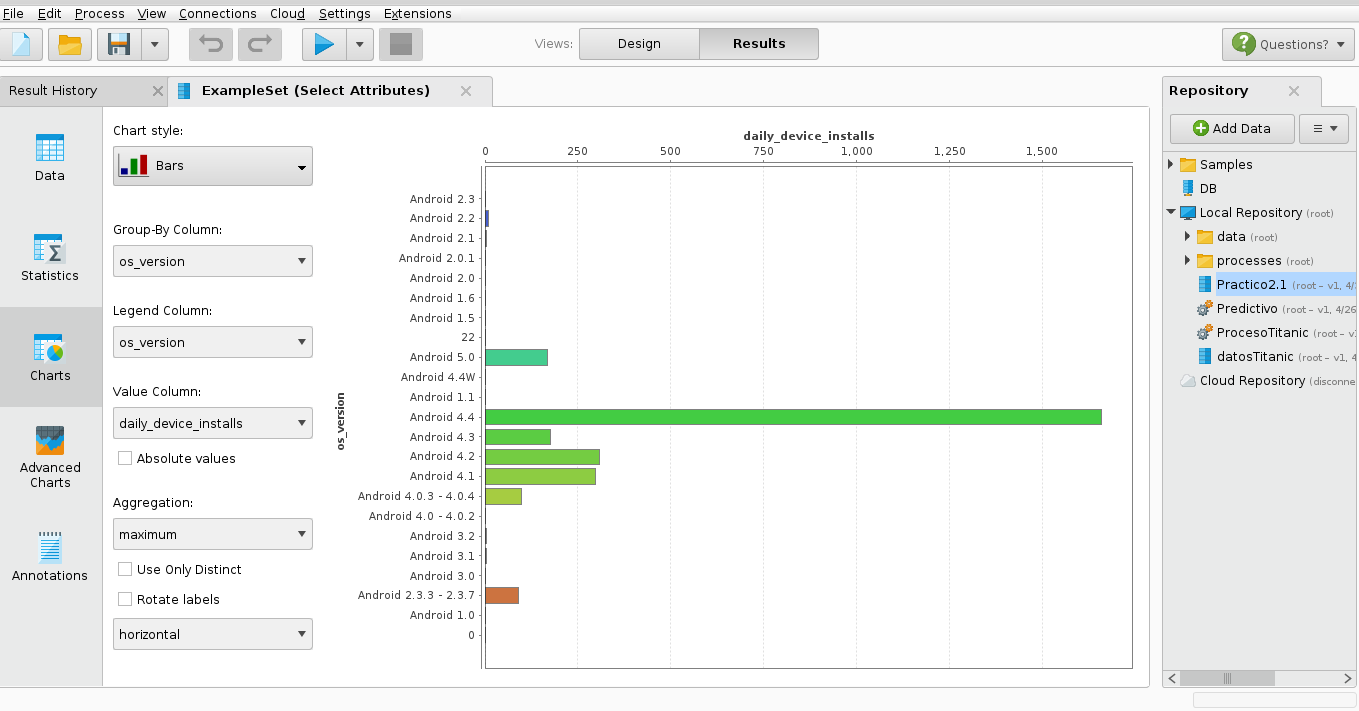 File Edit Process View Connections Cloud Settings Extensions
Views: Design Results Questions?
Result History ExampleSet (Select Attributes)
Data
Statistics
Charts
Advanced
Charts
Annotations
Chart style:
Bars
Group-By Column:
os_version
Legend Column:
os_version
Value Column:
daily_device_installs
Absolute values
Aggregation:
maximum
Use Only Distinct
Rotate labels
horizontal
daily_device_installs
0 250 500 750 1,000 1,250 1,500
os_version
Android 2.3
Android 2.2
Android 2.1
Android 2.0.1
Android 2.0
Android 1.6
Android 1.5
22
Android 5.0
Android 4.4W
Android 1.1
Android 4.4
Android 4.3
Android 4.2
Android 4.1
Android 4.0.3 - 4.0.4
Android 4.0 - 4.0.2
Android 3.2
Android 3.1
Android 3.0
Android 2.3.3 - 2.3.7
Android 1.0
0
Repository
Add Data
Samples
DB
Local Repository (root)
data (root)
processes (root)
Practico2.1 (root – v1, 4/
Predictivo (root – v1, 4/26
ProcesoTitanic (root – v
datosTitanic (root – v1, 4
Cloud Repository (disconne